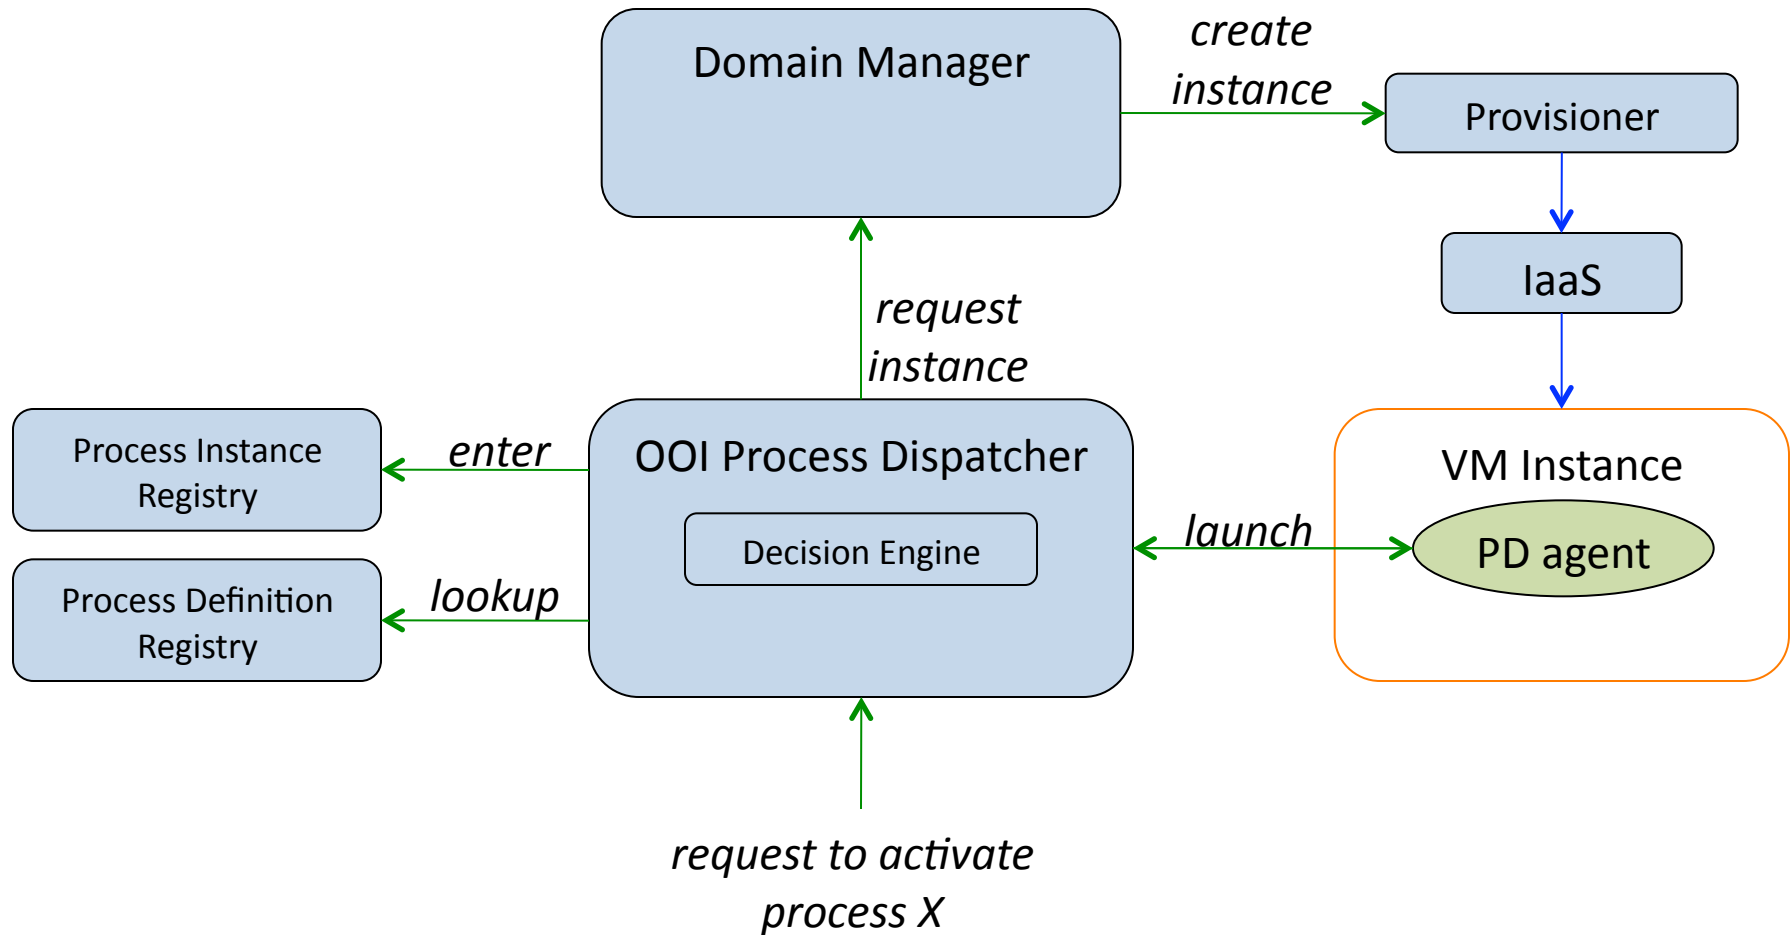 Domain Manager
create
instance
Provisioner
IaaS
request
instance
Process Instance
Registry
enter
OOI Process Dispatcher
Decision Engine
launch
VM Instance
PD agent
Process Definition
Registry
lookup
request to activate
process X